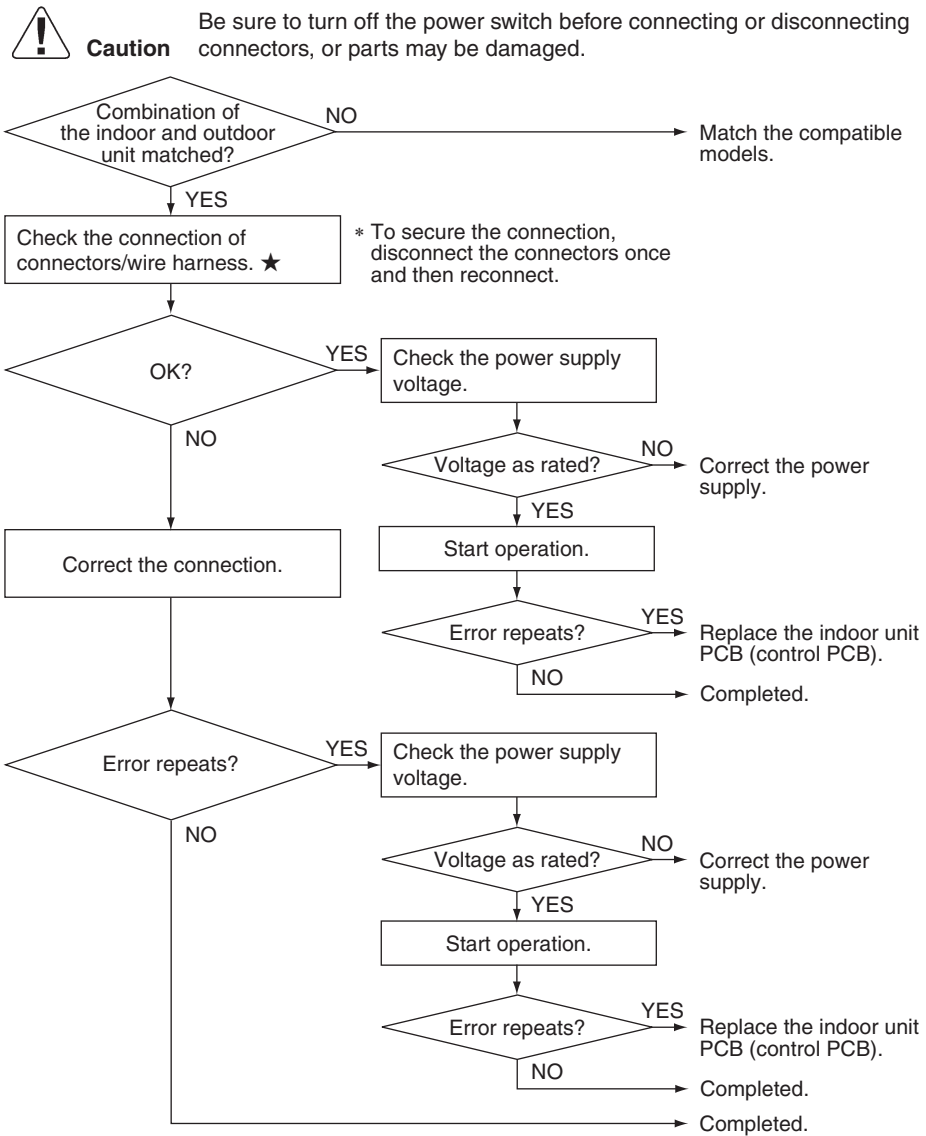 Be sure to turn off the power switch before connecting or disconnecting
Caution connectors, or parts may be damaged.
Combination of
the indoor and outdoor
unit matched?
NO
Match the compatible
models.
YES
Check the connection of
connectors/wire harness. ★
* To secure the connection,
disconnect the connectors once
and then reconnect.
OK?
YES
Check the power supply
voltage.
NO
Voltage as rated?
NO
Correct the power
supply.
YES
Start operation.
Correct the connection.
Error repeats?
YES
Replace the indoor unit
PCB (control PCB).
NO
Completed.
Error repeats?
YES
Check the power supply
voltage.
NO
Voltage as rated?
NO
Correct the power
supply.
YES
Start operation.
Error repeats?
YES
Replace the indoor unit
PCB (control PCB).
NO
Completed.
Completed.